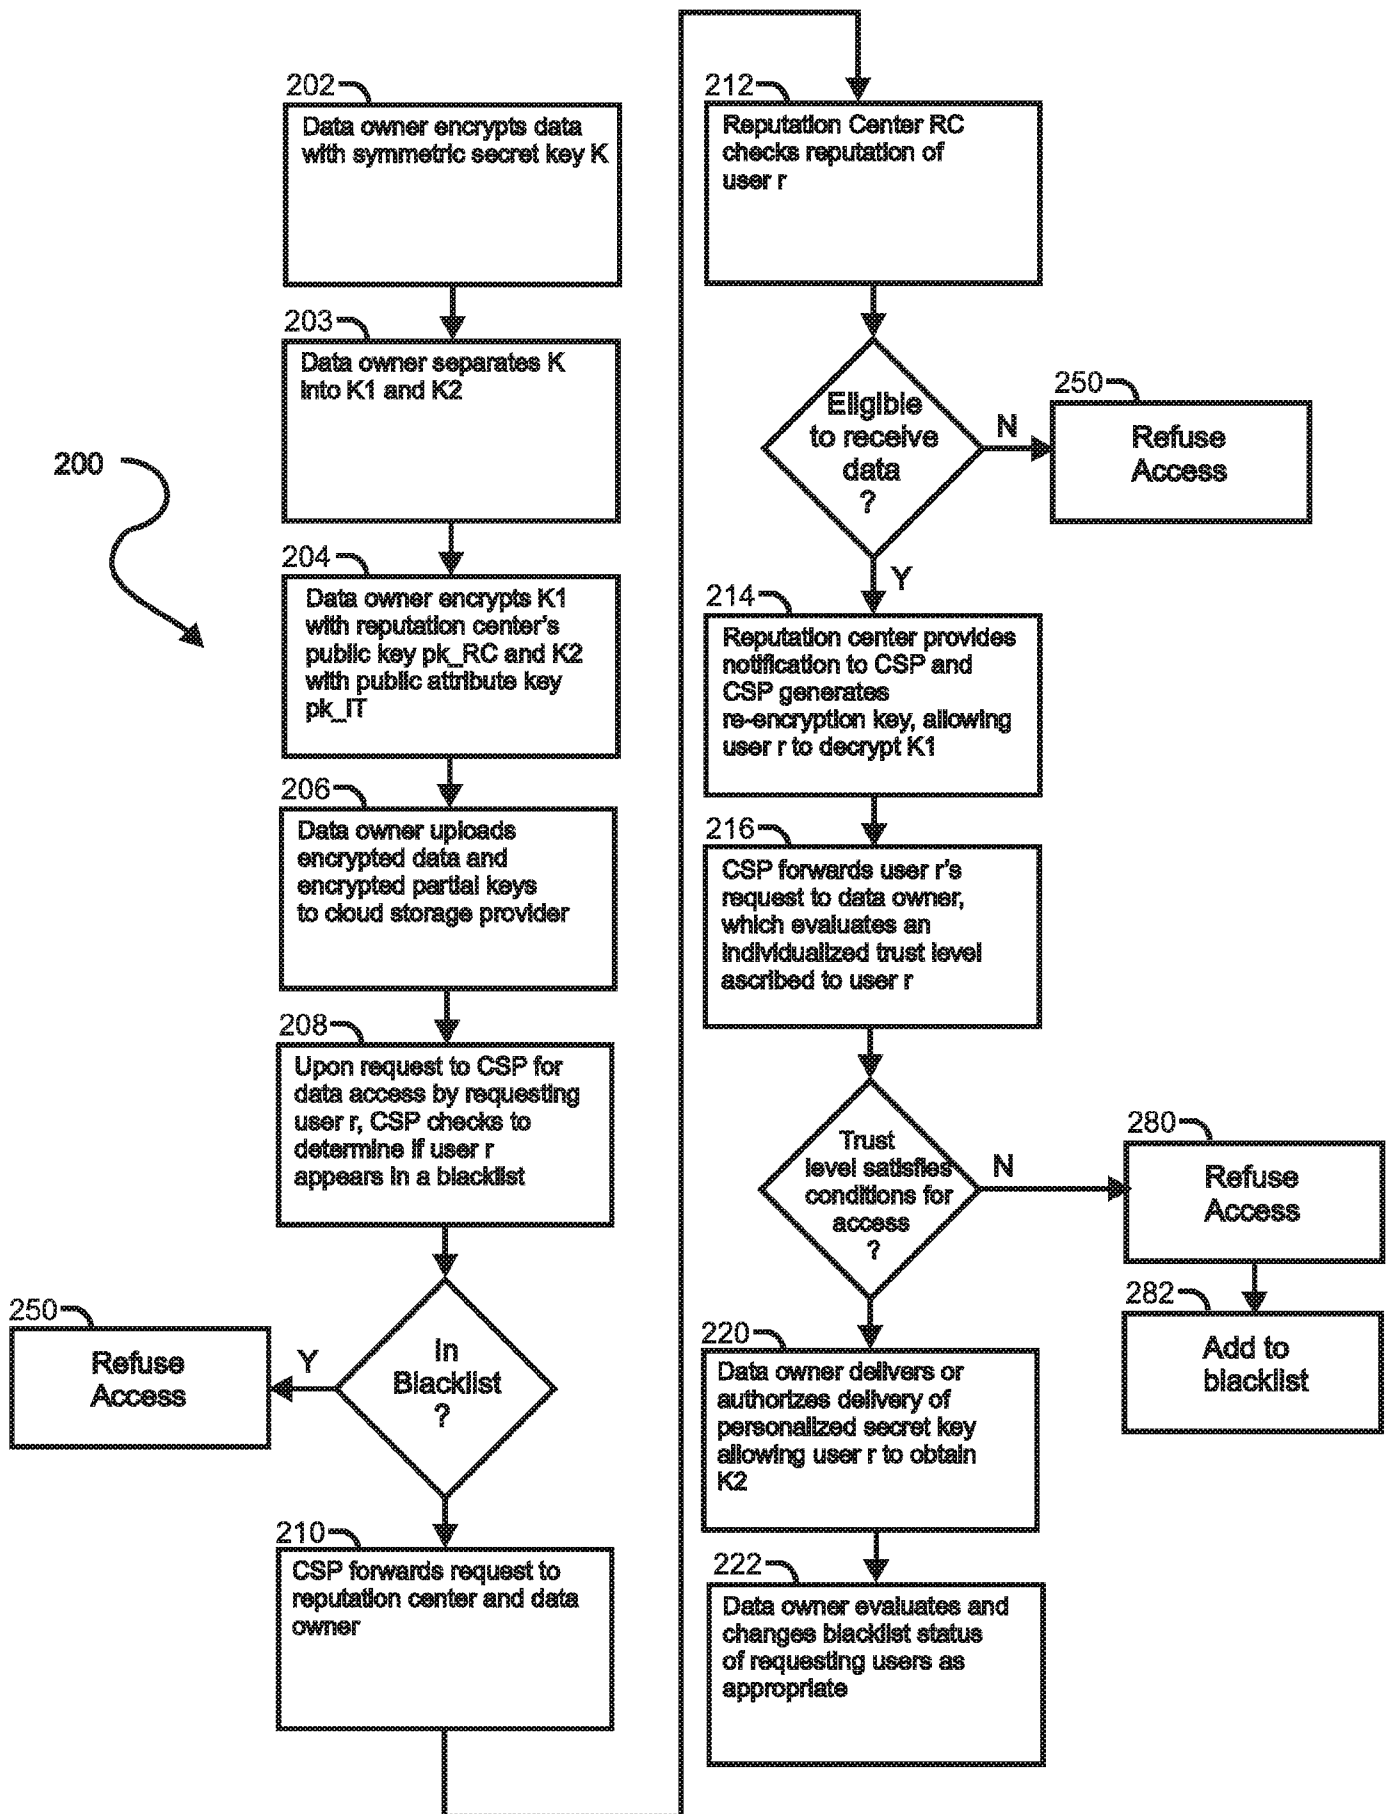 202
Data owner encrypts data
with symmetric secret key K
203
Data owner separates K
into K1 and K2
200
204
Data owner encrypts K1
with reputation center's
public key pk_RC and K2
with public attribute key
pk_IT
206
Data owner uploads
encrypted data and
encrypted partial keys
to cloud storage provider
208
Upon request to CSP for
data access by requesting
user r, CSP checks to
determine if user r
appears in a blacklist
250
Refuse
Access
Y
In
Blacklist
?
210
CSP forwards request to
reputation center and data
owner
212
Reputation Center RC
checks reputation of
user r
Eligible
to receive
data
?
N
250
Refuse
Access
Y
214
Reputation center provides
notification to CSP and
CSP generates
re-encryption key, allowing
user r to decrypt K1
216
CSP forwards user r's
request to data owner,
which evaluates an
individualized trust level
ascribed to user r
Trust
level satisfies
conditions for
access
?
N
280
Refuse
Access
282
Add to
blacklist
220
Data owner delivers or
authorizes delivery of
personalized secret key
allowing user r to obtain
K2
222
Data owner evaluates and
changes blacklist status
of requesting users as
appropriate